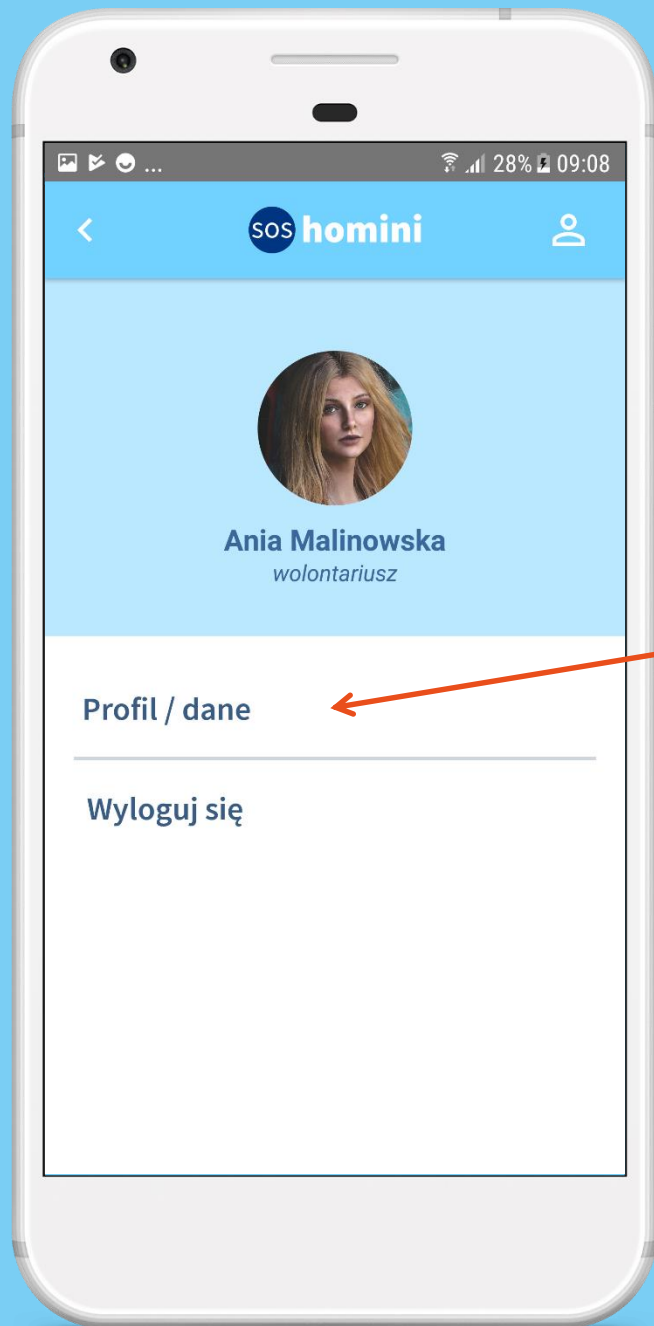 ... 28% 09:08
sos homini
Ania Malinowska
wolontariusz
Profil / dane
Wyloguj się